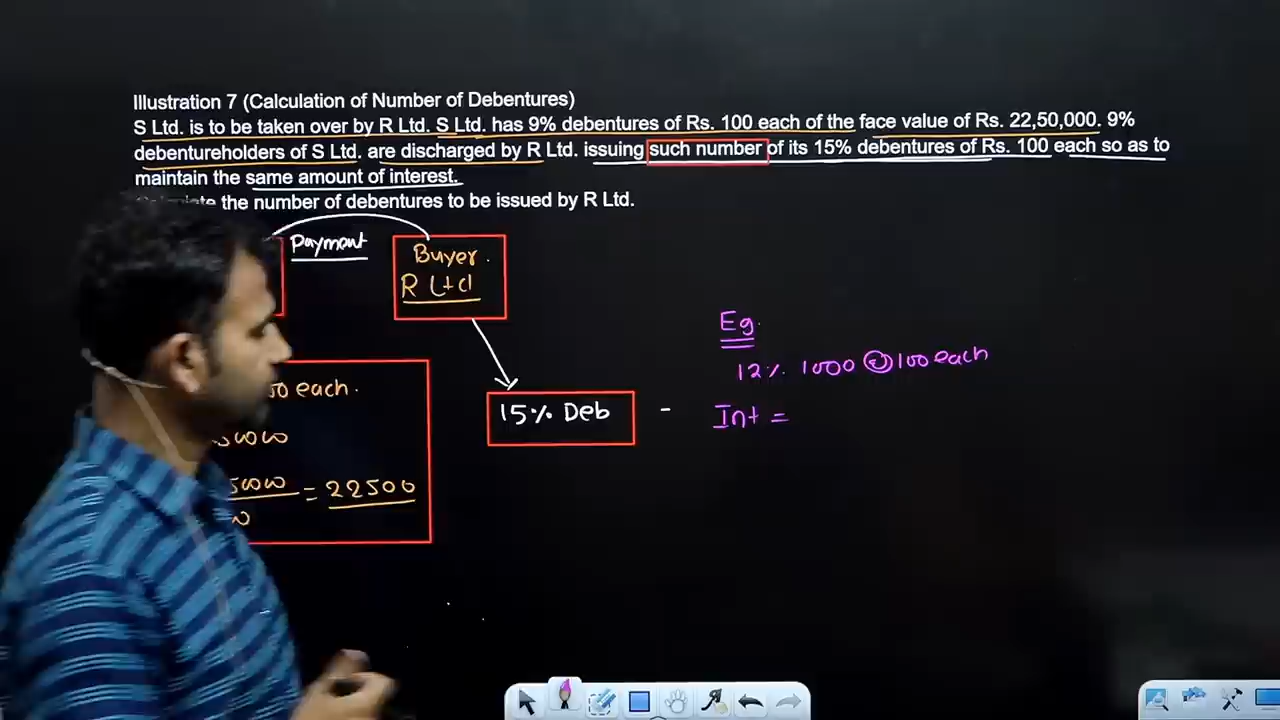 Illustration 7 (Calculation of Number of Debentures)
S Ltd. is to be taken over by R Ltd. S Ltd. has 9% debentures of Rs. 100 each of the face value of Rs. 22,50,000. 9%
debentureholders of S Ltd. are discharged by R Ltd. issuing such number of its 15% debentures of Rs. 100 each so as to
maintain the same amount of interest.
the number of debentures to be issued by R Ltd.
Payment
Buyer.
R Ltd
Eg.
12% 1000 @ 100 each
each.
15% Deb -
Int =
= 22500